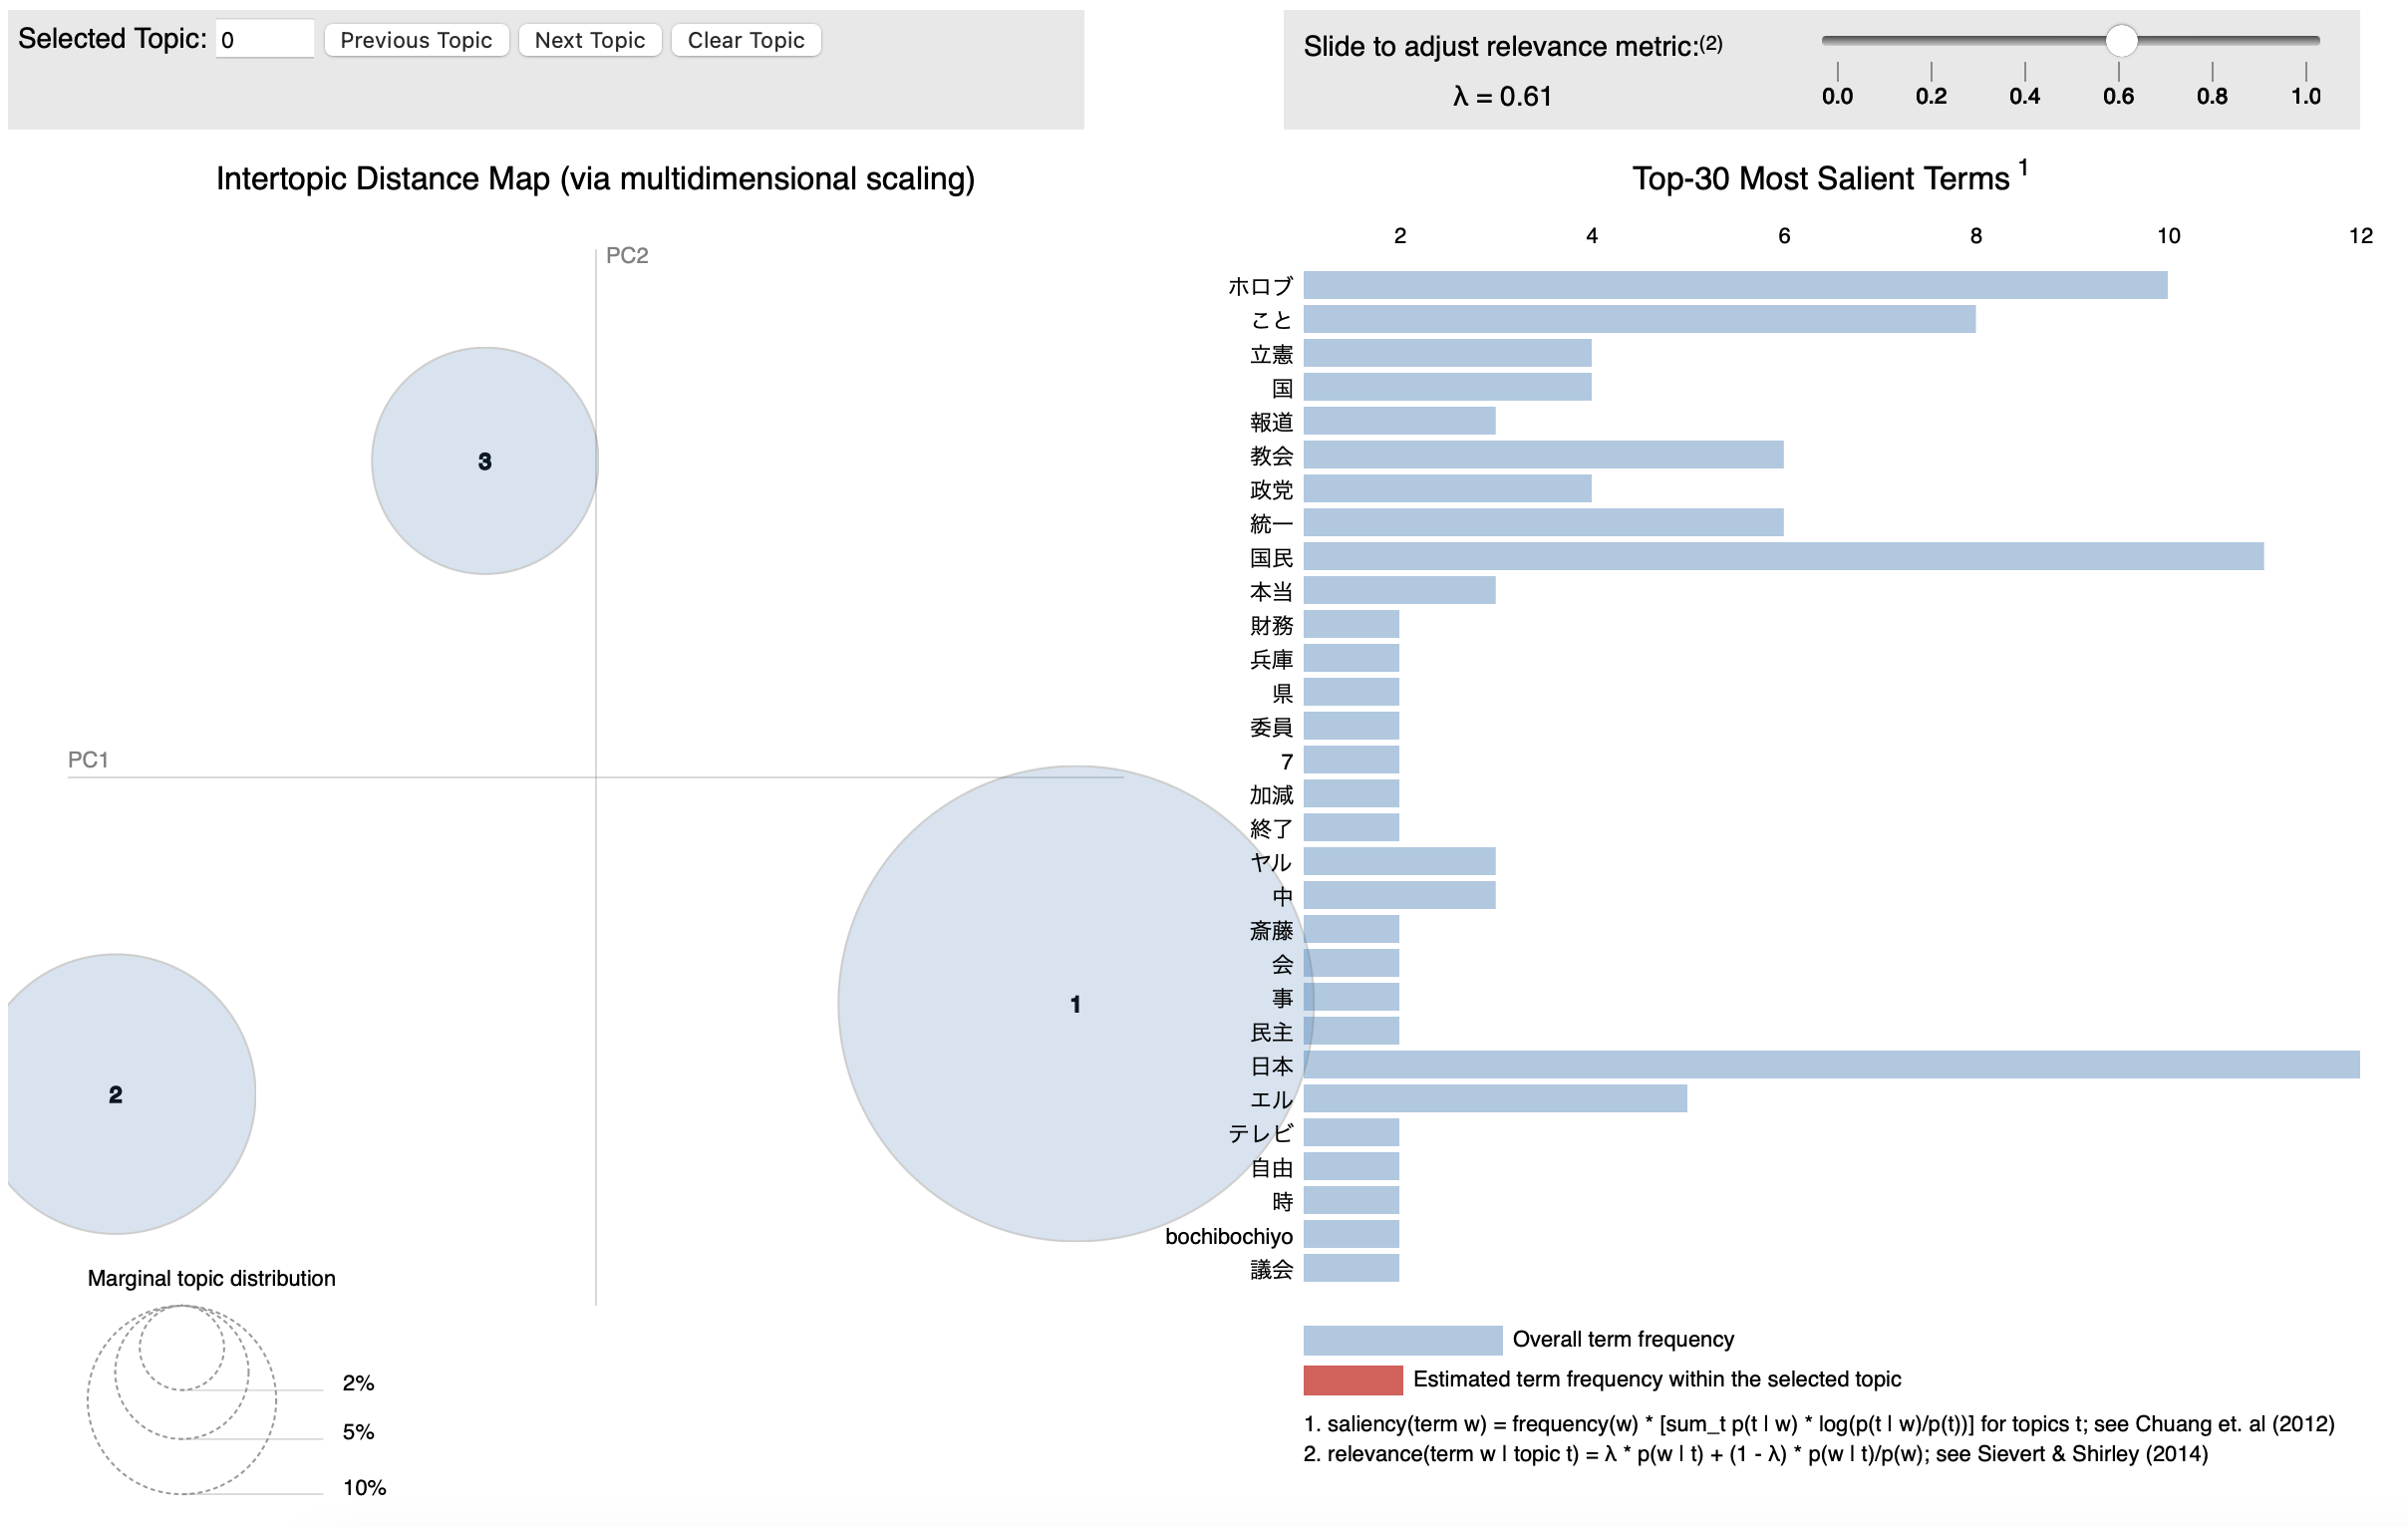 Selected Topic: 0 Previous Topic Next Topic Clear Topic
Slide to adjust relevance metric:(2)
λ = 0.61
0.0 0.2 0.4 0.6 0.8 1.0
Intertopic Distance Map (via multidimensional scaling)
PC2
PC1
3
1
2
Marginal topic distribution
2%
5%
10%
Top-30 Most Salient Terms 1
2 4 6 8 10 12
ホロブ
こと
立憲
国
報道
教会
政党
統一
国民
本当
財務
兵庫
県
委員
7
加減
終了
ヤル
中
斎藤
会
事
民主
日本
エル
テレビ
自由
時
bochibochiyo
議会
Overall term frequency
Estimated term frequency within the selected topic
1. saliency(term w) = frequency(w) * [sum_t p(t | w) * log(p(t | w)/p(t))] for topics t; see Chuang et. al (2012)
2. relevance(term w | topic t) = λ * p(w | t) + (1 - λ) * p(w | t)/p(w); see Sievert & Shirley (2014)